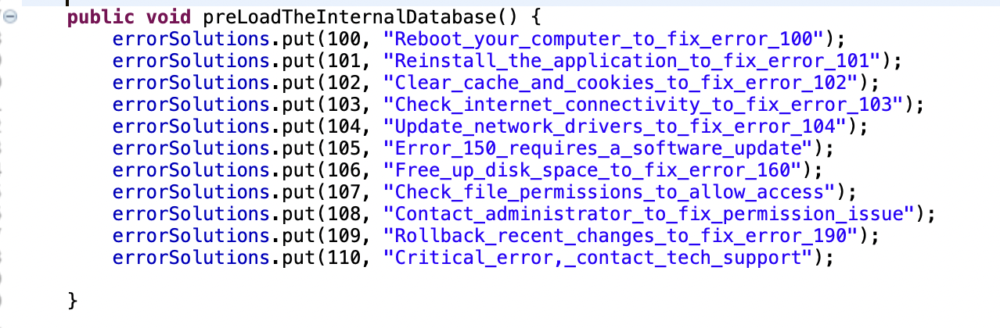 public void preLoadTheInternalDatabase() {
errorSolutions.put(100, "Reboot_your_computer_to_fix_error_100");
errorSolutions.put(101, "Reinstall_the_application_to_fix_error_101");
errorSolutions.put(102, "Clear_cache_and_cookies_to_fix_error_102");
errorSolutions.put(103, "Check_internet_connectivity_to_fix_error_103");
errorSolutions.put(104, "Update_network_drivers_to_fix_error_104");
errorSolutions.put(105, "Error_150_requires_a_software_update");
errorSolutions.put(106, "Free_up_disk_space_to_fix_error_160");
errorSolutions.put(107, "Check_file_permissions_to_allow_access");
errorSolutions.put(108, "Contact_administrator_to_fix_permission_issue");
errorSolutions.put(109, "Rollback_recent_changes_to_fix_error_190");
errorSolutions.put(110, "Critical_error,_contact_tech_support");
}